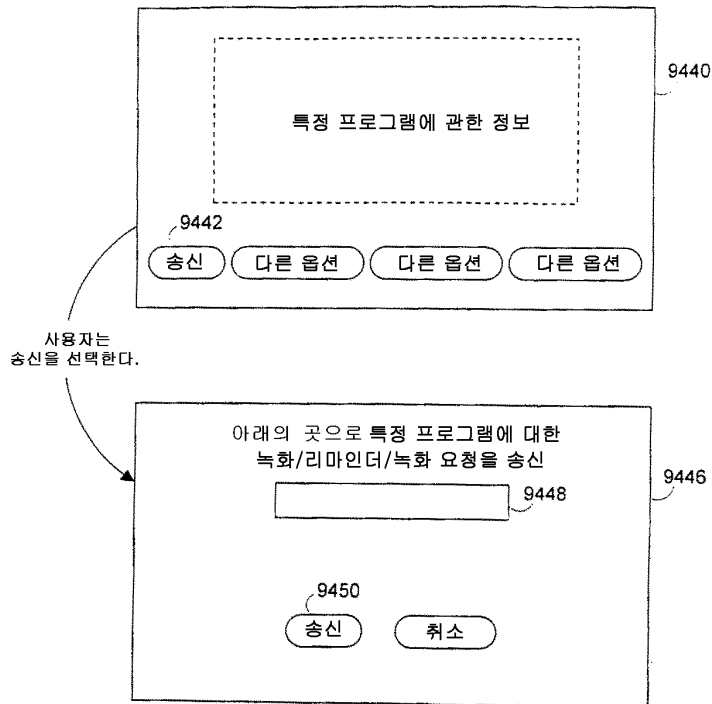 9440
특정 프로그램에 관한 정보
9442
송신 다른 옵션 다른 옵션 다른 옵션
사용자는
송신을 선택한다.
아래의 곳으로 특정 프로그램에 대한
녹화/리마인더/녹화 요청을 송신
9446
9448
9450
송신 취소